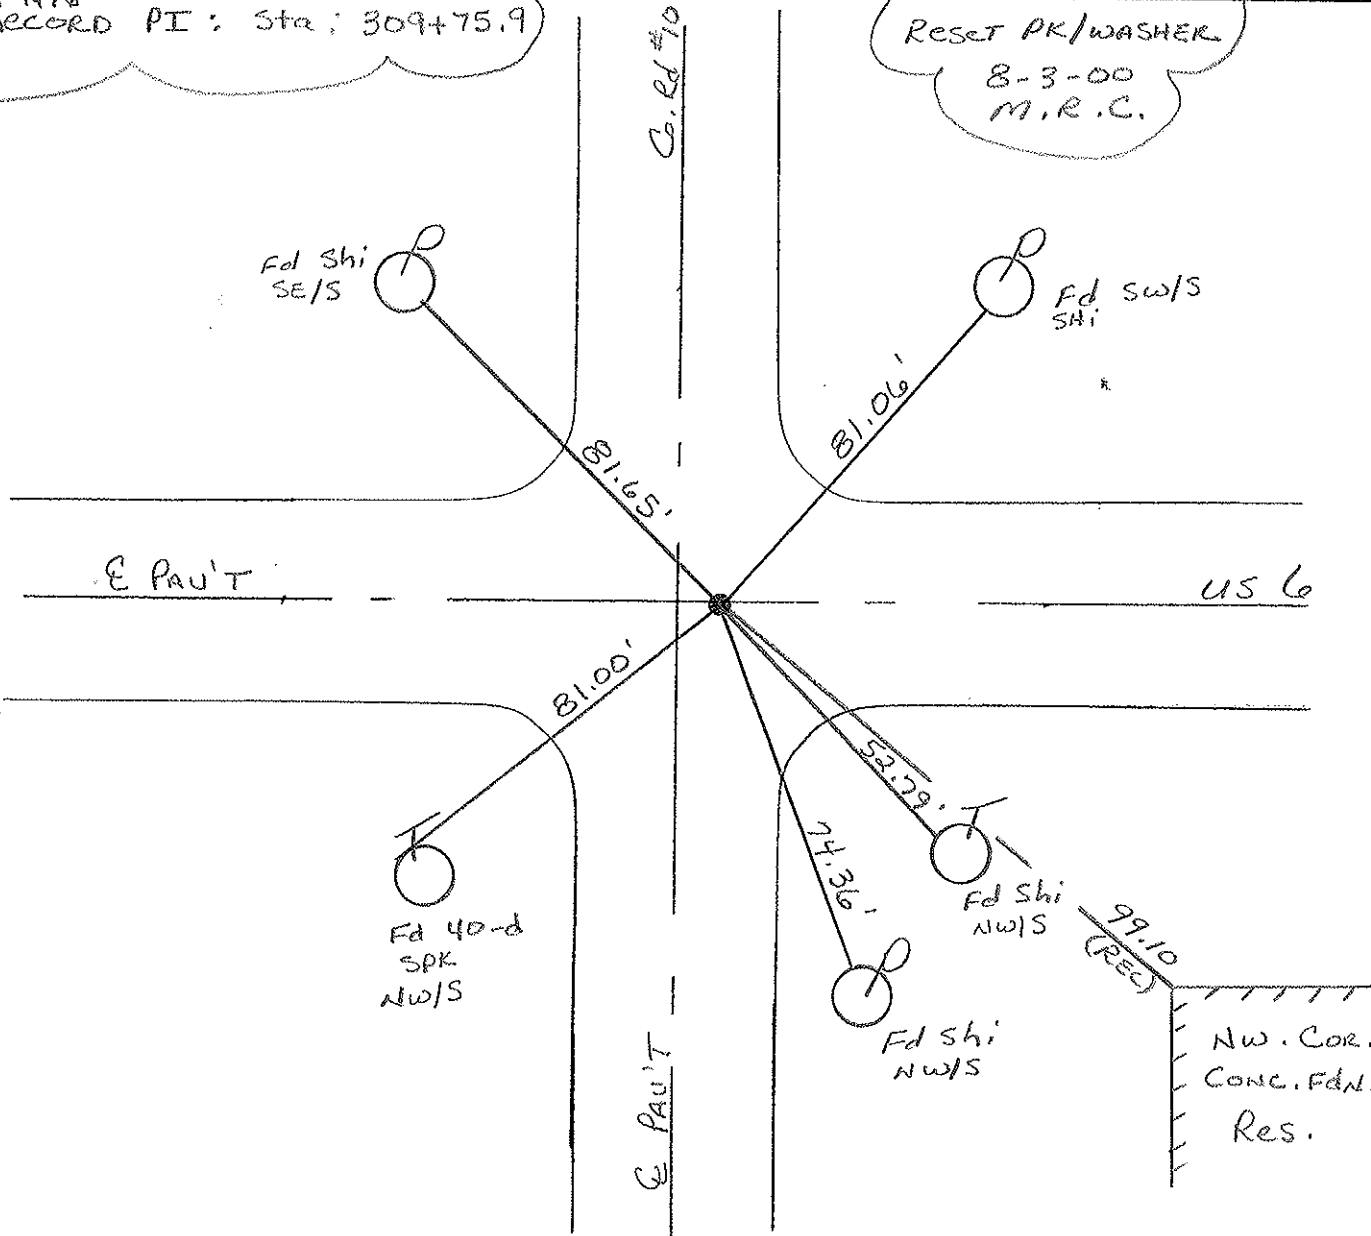 RECORD PI: Sta: 309+75.9
Co. Rd #10
RESET PK/WASHER
8-3-00
M.R.C.
Fd Shi
SE/S
Fd SW/S
SHi
81.65'
81.06'
℄ PAV'T
US 6
81.00'
52.79'
74.36'
Fd 40-d
SPK
NW/S
Fd Shi
NW/S
99.10
(REC)
Fd Shi
NW/S
NW. COR.
CONC. FdN.
Res.
℄ PAV'T